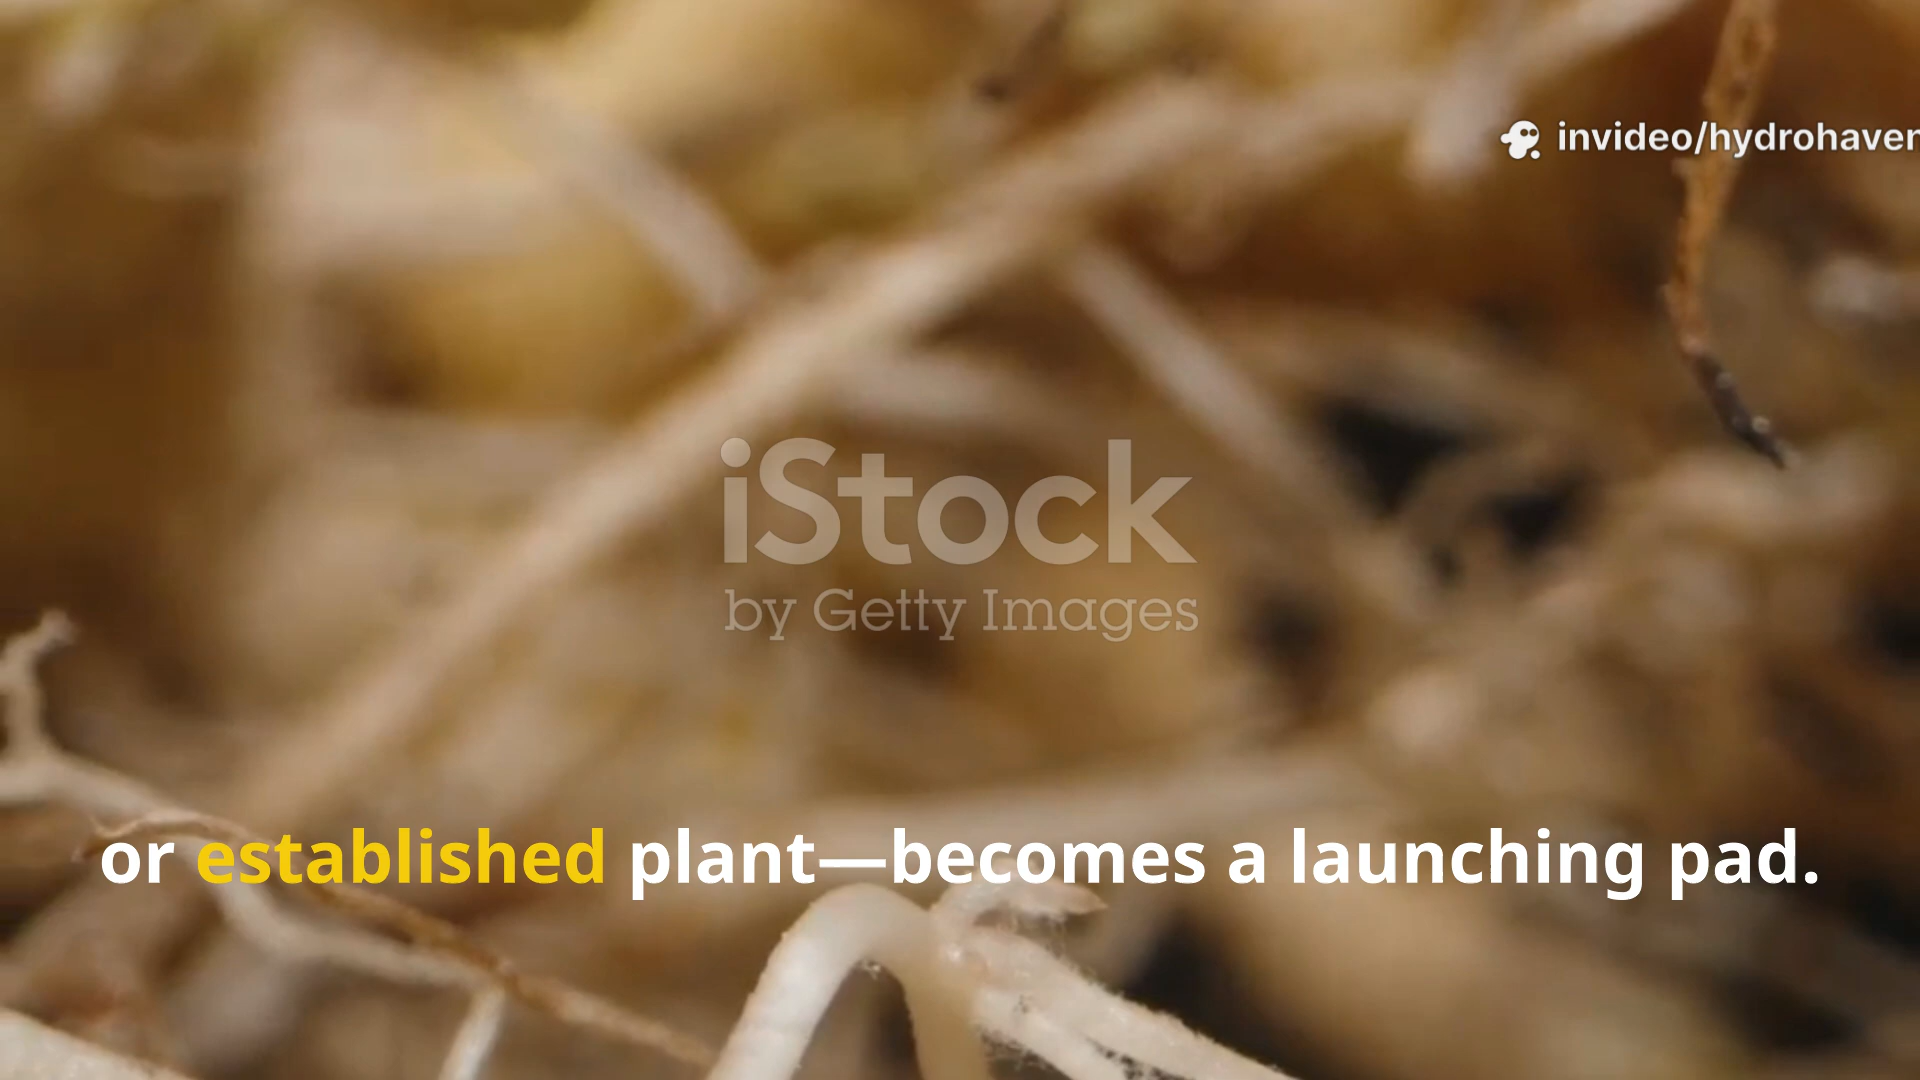 invideo/hydrohaven
iStock
by Getty Images
or established plant—becomes a launching pad.